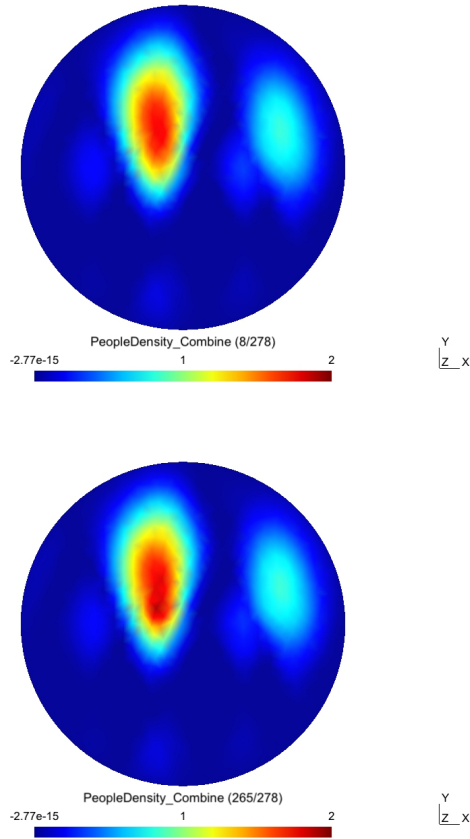 PeopleDensity_Combine (8/278)
-2.77e-15 1 2
Y
Z X
PeopleDensity_Combine (265/278)
-2.77e-15 1 2
Y
Z X